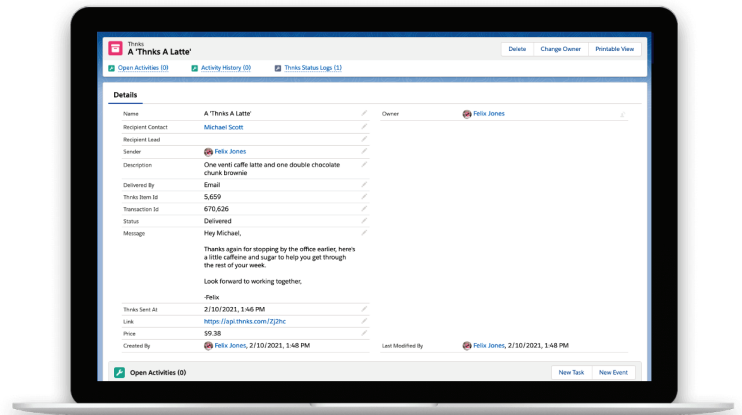 Thnks
A 'Thnks A Latte'
Delete Change Owner Printable View
Open Activities (0) Activity History (0) Thnks Status Logs (1)
Details
Name A 'Thnks A Latte' Owner Felix Jones
Recipient Contact Michael Scott
Recipient Lead
Sender Felix Jones
Description One venti caffe latte and one double chocolate
chunk brownie
Delivered By Email
Thnks Item Id 5,659
Transaction Id 670,626
Status Delivered
Message Hey Michael,
Thanks again for stopping by the office earlier, here's
a little caffeine and sugar to help you get through
the rest of your week.
Look forward to working together,
-Felix
Thnks Sent At 2/10/2021, 1:46 PM
Link https://api.thnks.com/ZJ2hc
Price $9.38
Created By Felix Jones, 2/10/2021, 1:48 PM Last Modified By Felix Jones, 2/10/2021, 1:48 PM
Open Activities (0) New Task New Event